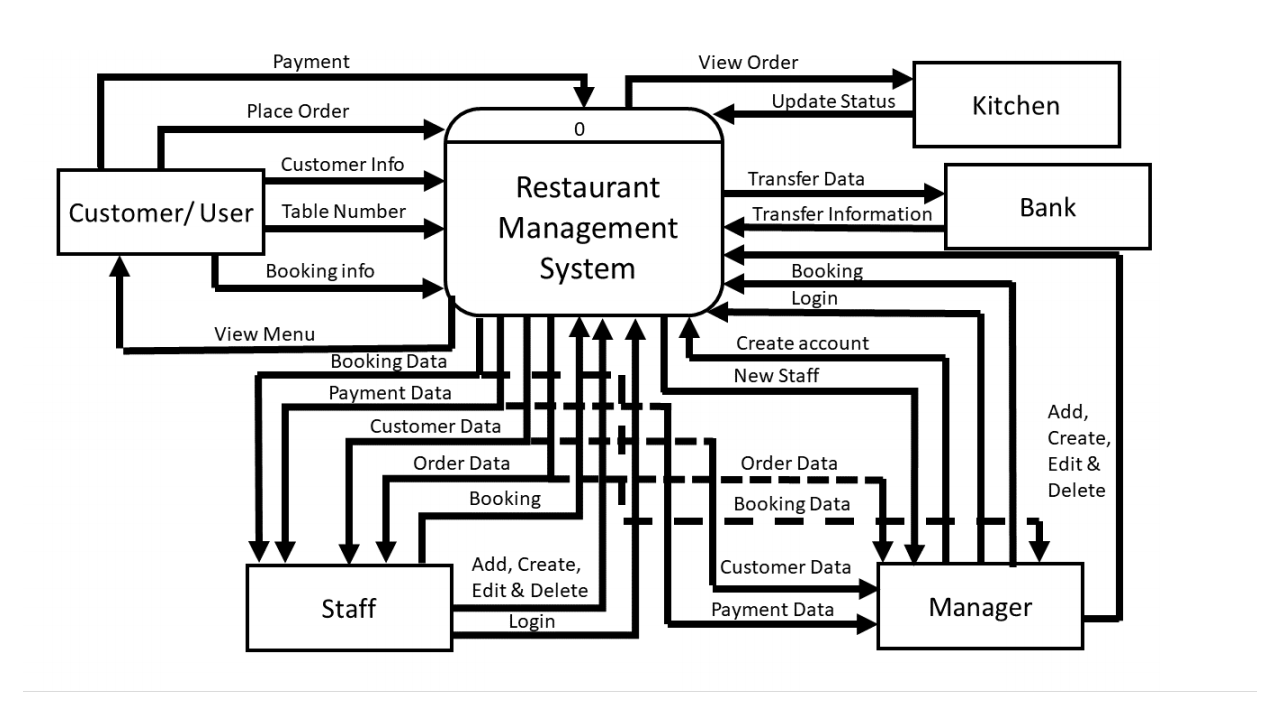 Payment
View Order
Place Order
Update Status
Kitchen
0
Customer Info
Transfer Data
Restaurant
Management
System
Customer/ User
Table Number
Transfer Information
Bank
Booking info
Booking
Login
View Menu
Create account
Booking Data
New Staff
Payment Data
Add,
Create,
Edit &
Delete
Customer Data
Order Data
Order Data
Booking
Booking Data
Add, Create,
Edit & Delete
Customer Data
Staff
Login
Payment Data
Manager